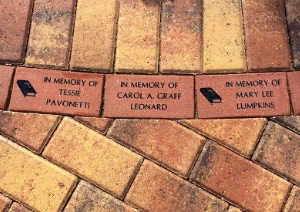 IN MEMORY OF
TESSIE
PAVONETTI
IN MEMORY OF
CAROL A. GRAFF
LEONARD
IN MEMORY OF
MARY LEE
LUMPKINS